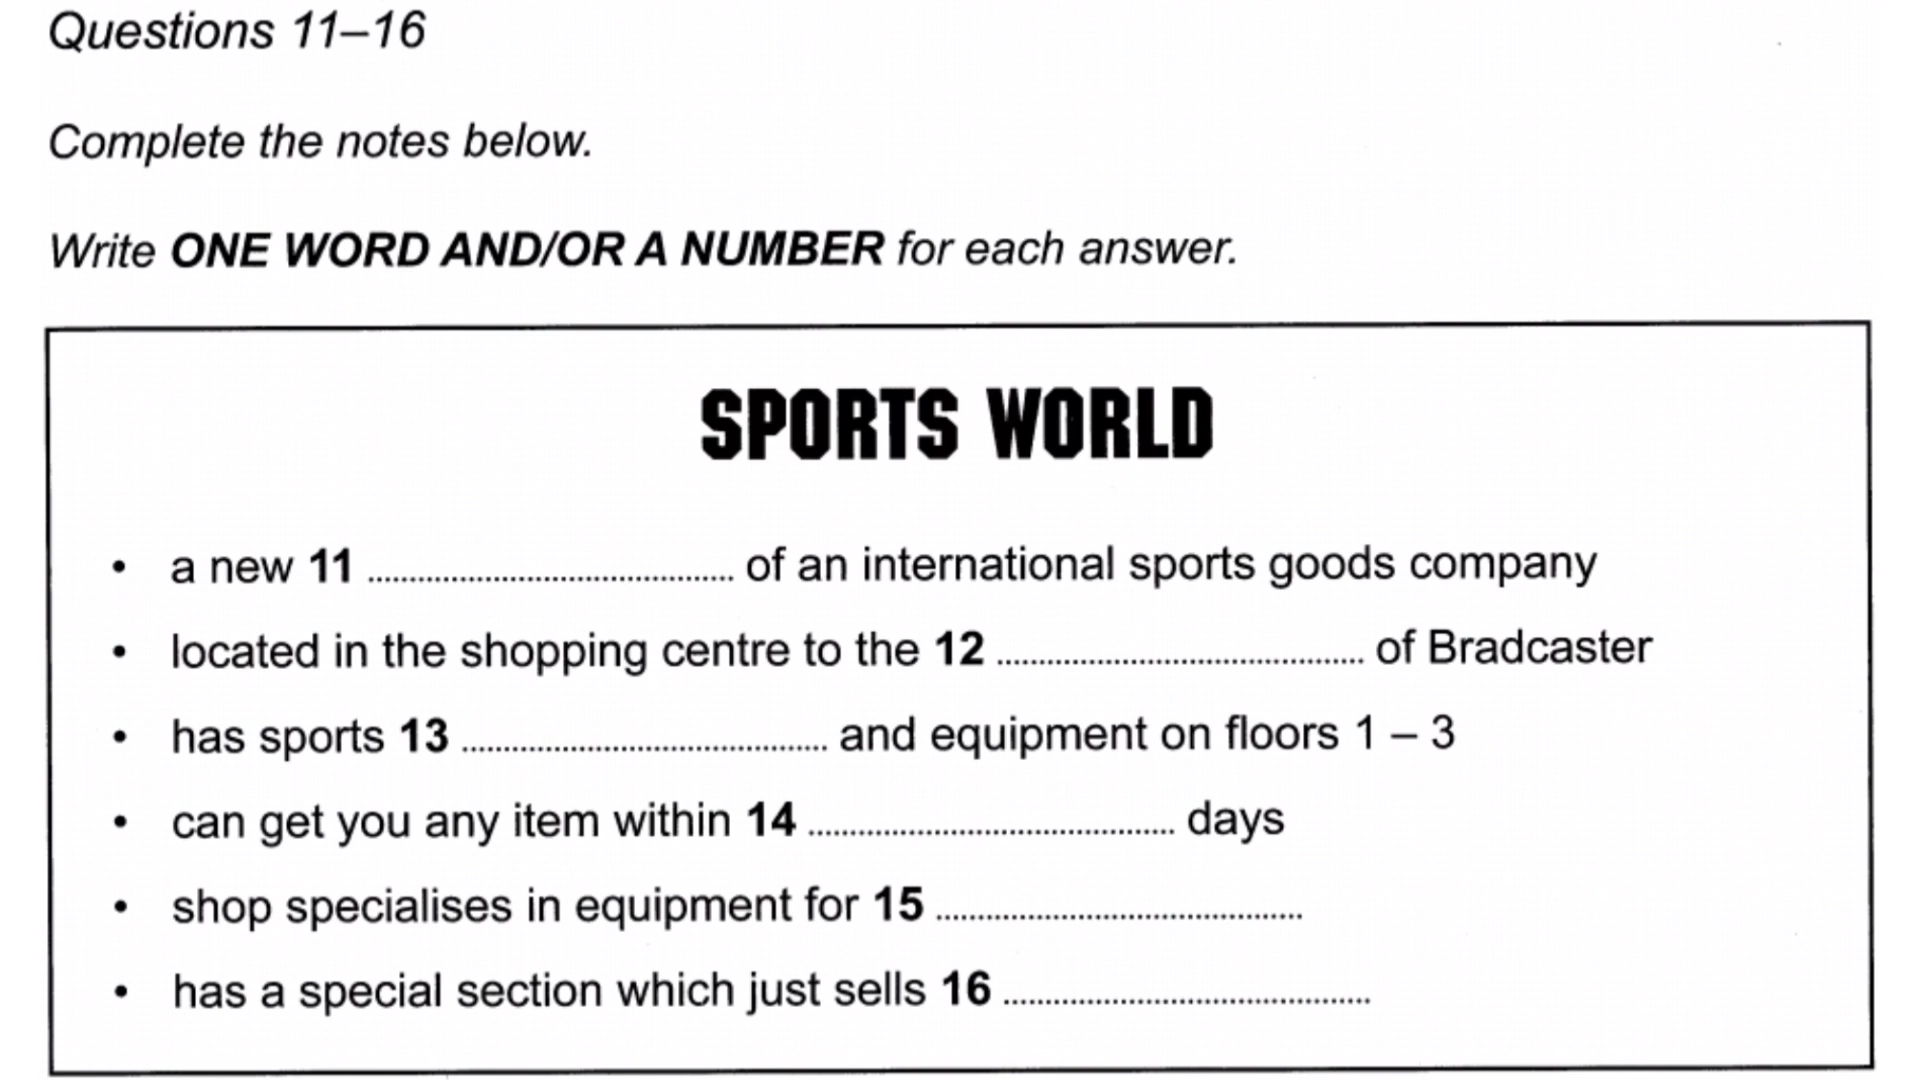 Questions 11–16
Complete the notes below.
Write ONE WORD AND/OR A NUMBER for each answer.
SPORTS WORLD
• a new 11 ........................................ of an international sports goods company
• located in the shopping centre to the 12 ........................................ of Bradcaster
• has sports 13 ........................................ and equipment on floors 1 – 3
• can get you any item within 14 ........................................ days
• shop specialises in equipment for 15 ........................................
• has a special section which just sells 16 ........................................